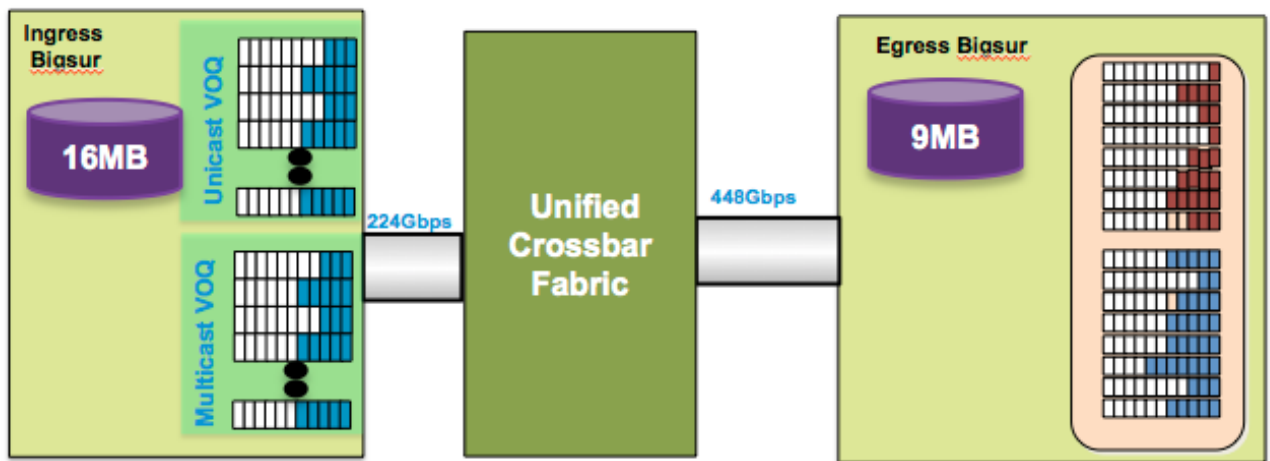 Ingress
Bigsur
16MB
Unicast VOQ
Multicast VOQ
224Gbps
Unified
Crossbar
Fabric
448Gbps
Egress Bigsur
9MB